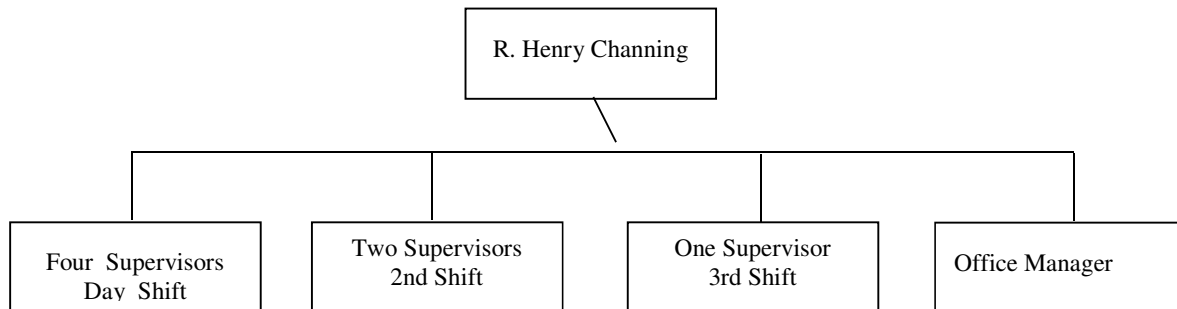 R. Henry Channing
Four Supervisors
Day Shift
Two Supervisors
2nd Shift
One Supervisor
3rd Shift
Office Manager